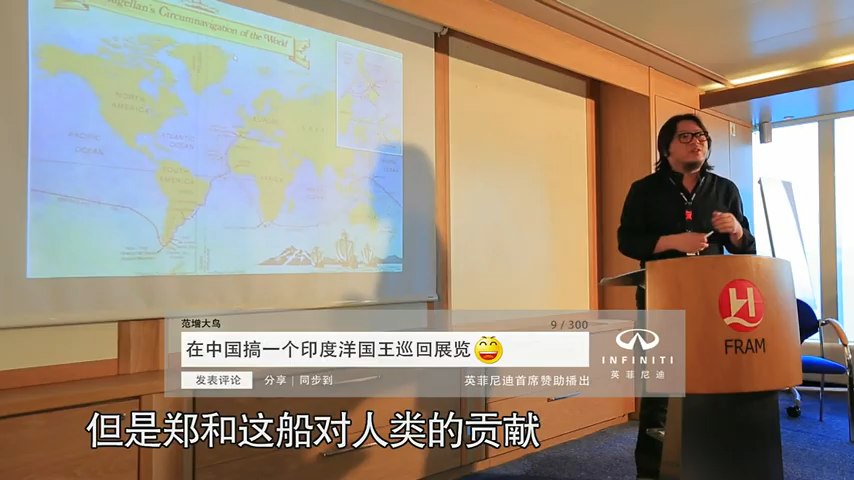 Magellan's Circumnavigation of the World
NORTH
AMERICA
PACIFIC
OCEAN
ATLANTIC
OCEAN
SOUTH
AMERICA
范增大鸟
9 / 300
在中国搞一个印度洋国王巡回展览
发表评论
分享 | 同步到
英菲尼迪首席赞助播出
INFINITI
英菲尼迪
H
FRAM
但是郑和这船对人类的贡献